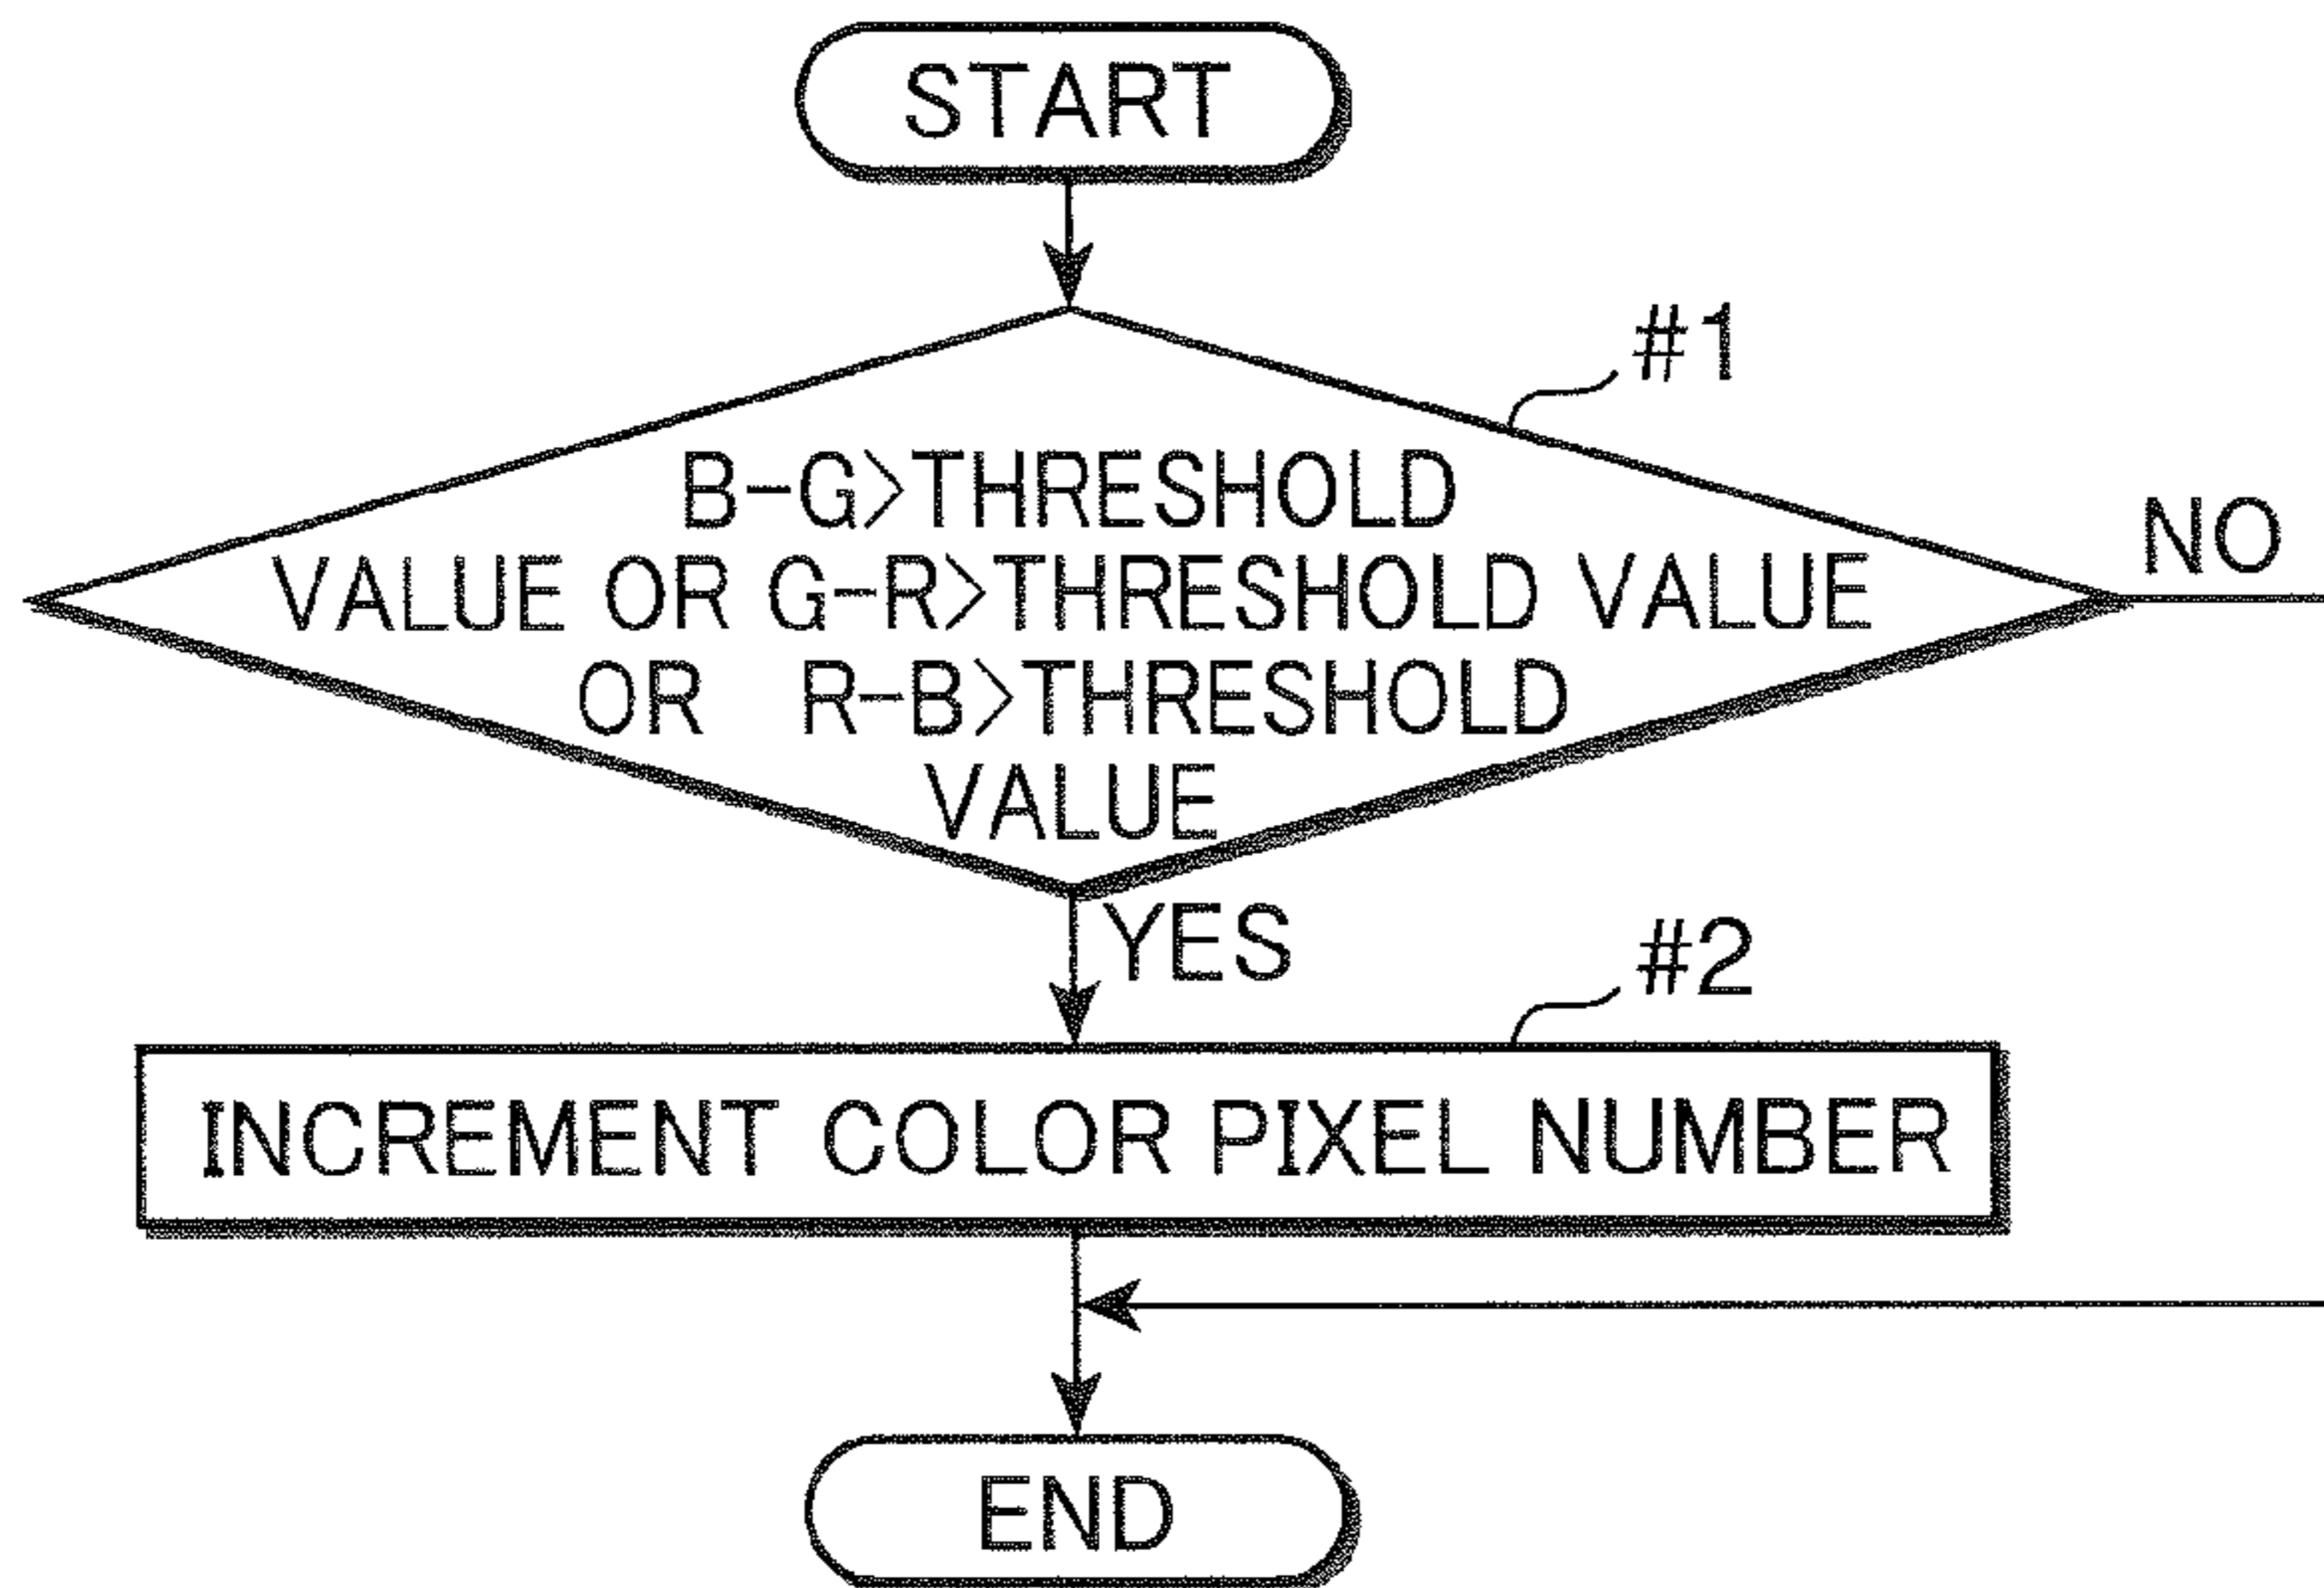 START
#1
B-G>THRESHOLD
VALUE OR G-R>THRESHOLD VALUE
OR R-B>THRESHOLD
VALUE
NO
YES
#2
INCREMENT COLOR PIXEL NUMBER
END